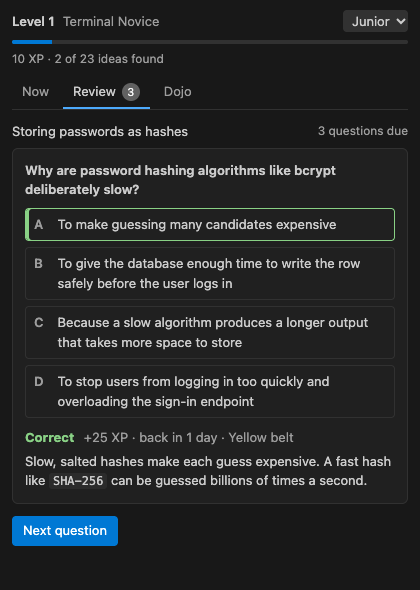 Level 1 Terminal Novice Junior
10 XP · 2 of 23 ideas found
Now Review 3 Dojo
Storing passwords as hashes 3 questions due
Why are password hashing algorithms like bcrypt
deliberately slow?
A To make guessing many candidates expensive
B To give the database enough time to write the row
safely before the user logs in
C Because a slow algorithm produces a longer output
that takes more space to store
D To stop users from logging in too quickly and
overloading the sign-in endpoint
Correct +25 XP · back in 1 day · Yellow belt
Slow, salted hashes make each guess expensive. A fast hash
like SHA-256 can be guessed billions of times a second.
Next question